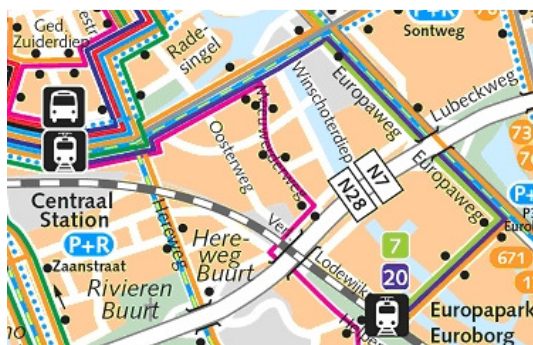 Ged.
Zuiderdiep
Rade-
singel
P+R
Sontweg
Europaweg
Lubeckweg
Winschoterdiep
Oosterweg
Meeuwerderweg
N7
N28
Europaweg
73
Centraal
Station
P+R
Zaanstraat
Hereweg
Here-
weg
Buurt
Ver
Lodewijk
7
20
671
Rivieren
Buurt
Europapark
Euroborg